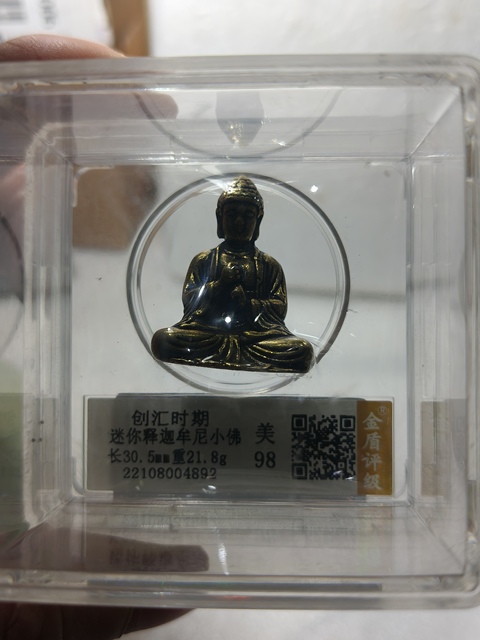 创汇时期
迷你释迦牟尼小佛
长30.5mm重21.8g
22108004892
美
98
金盾评级®